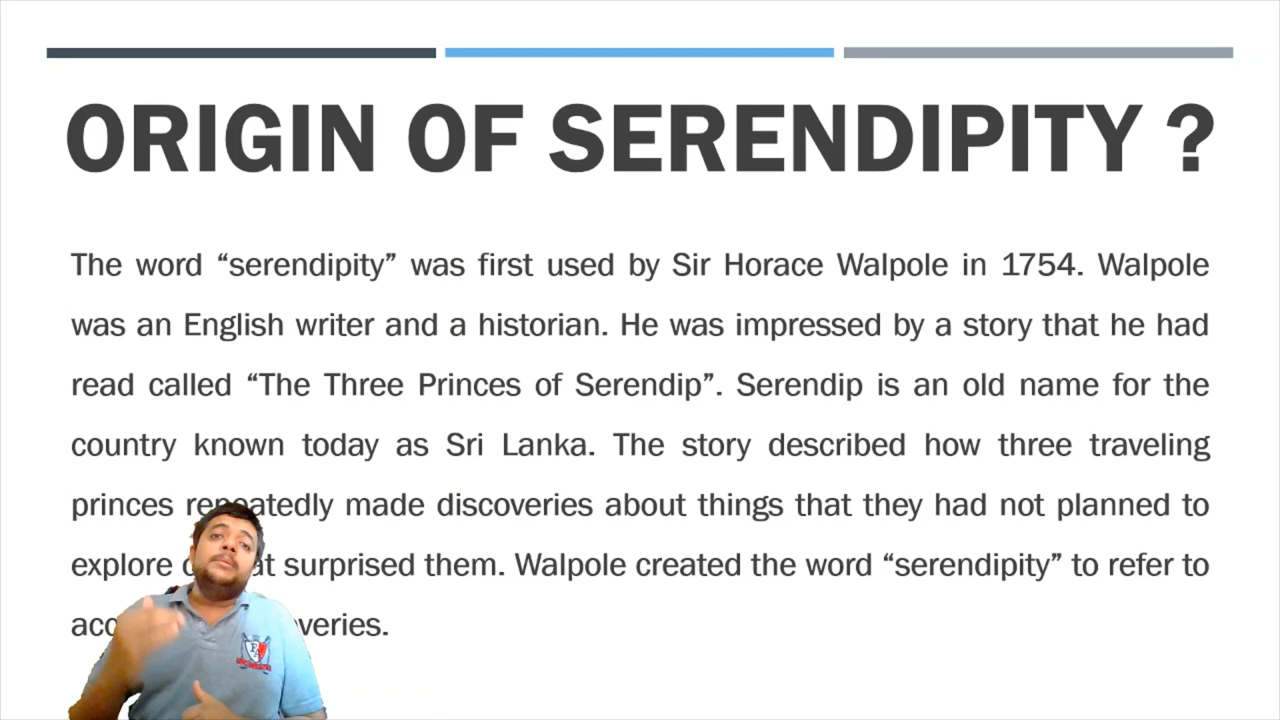 ORIGIN OF SERENDIPITY ?
The word “serendipity” was first used by Sir Horace Walpole in 1754. Walpole
was an English writer and a historian. He was impressed by a story that he had
read called “The Three Princes of Serendip”. Serendip is an old name for the
country known today as Sri Lanka. The story described how three traveling
princes repeatedly made discoveries about things that they had not planned to
explore surprised them. Walpole created the word “serendipity” to refer to